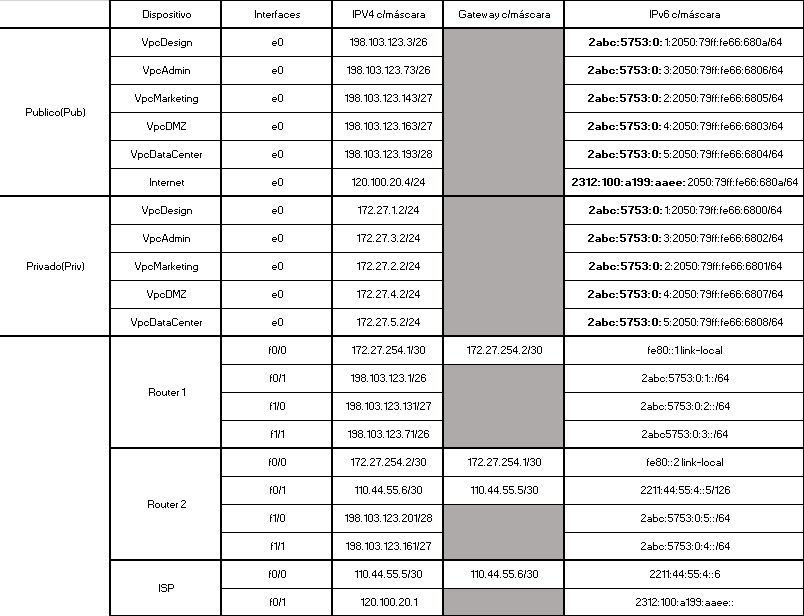 Dispositivo Interfaces IPV4 c/máscara Gateway c/máscara IPv6 c/máscara
Publico(Pub)
VpcDesign e0 198.103.123.3/26 2abc:5753:0:1:2050:79ff:fe66:680a/64
VpcAdmin e0 198.103.123.73/26 2abc:5753:0:3:2050:79ff:fe66:6806/64
VpcMarketing e0 198.103.123.143/27 2abc:5753:0:2:2050:79ff:fe66:6805/64
VpcDMZ e0 198.103.123.163/27 2abc:5753:0:4:2050:79ff:fe66:6803/64
VpcDataCenter e0 198.103.123.193/28 2abc:5753:0:5:2050:79ff:fe66:6804/64
Internet e0 120.100.20.4/24 2312:100:a199:aaee:2050:79ff:fe66:680a/64
Privado(Priv)
VpcDesign e0 172.27.1.2/24 2abc:5753:0:1:2050:79ff:fe66:6800/64
VpcAdmin e0 172.27.3.2/24 2abc:5753:0:3:2050:79ff:fe66:6802/64
VpcMarketing e0 172.27.2.2/24 2abc:5753:0:2:2050:79ff:fe66:6801/64
VpcDMZ e0 172.27.4.2/24 2abc:5753:0:4:2050:79ff:fe66:6807/64
VpcDataCenter e0 172.27.5.2/24 2abc:5753:0:5:2050:79ff:fe66:6808/64
Router 1
f0/0 172.27.254.1/30 172.27.254.2/30 fe80::1 link-local
f0/1 198.103.123.1/26 2abc:5753:0:1::/64
f1/0 198.103.123.131/27 2abc:5753:0:2::/64
f1/1 198.103.123.71/26 2abc5753:0:3::/64
Router 2
f0/0 172.27.254.2/30 172.27.254.1/30 fe80::2 link-local
f0/1 110.44.55.6/30 110.44.55.5/30 2211:44:55:4::5/126
f1/0 198.103.123.201/28 2abc:5753:0:5::/64
f1/1 198.103.123.161/27 2abc:5753:0:4::/64
ISP
f0/0 110.44.55.5/30 110.44.55.6/30 2211:44:55:4::6
f0/1 120.100.20.1 2312:100:a199:aaee::